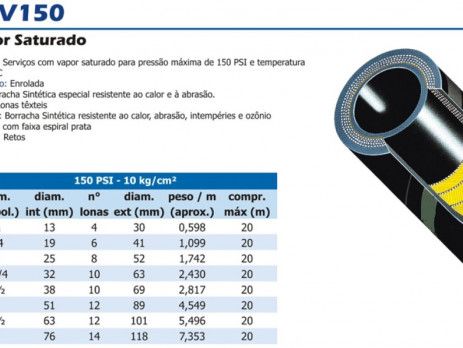 V150
or Saturado
Serviços com vapor saturado para pressão máxima de 150 PSI e temperatura
C
o: Enrolada
rracha Sintética especial resistente ao calor e à abrasão.
onas têxteis
: Borracha Sintética resistente ao calor, abrasão, intempéries e ozônio
com faixa espiral prata
Retos
150 PSI - 10 kg/cm²
m. diam. nº diam. peso / m compr.
pol.) int (mm) lonas ext (mm) (aprox.) máx (m)
13 4 30 0,598 20
4 19 6 41 1,099 20
25 8 52 1,742 20
/4 32 10 63 2,430 20
½ 38 10 69 2,817 20
51 12 89 4,549 20
½ 63 12 101 5,496 20
76 14 118 7,353 20